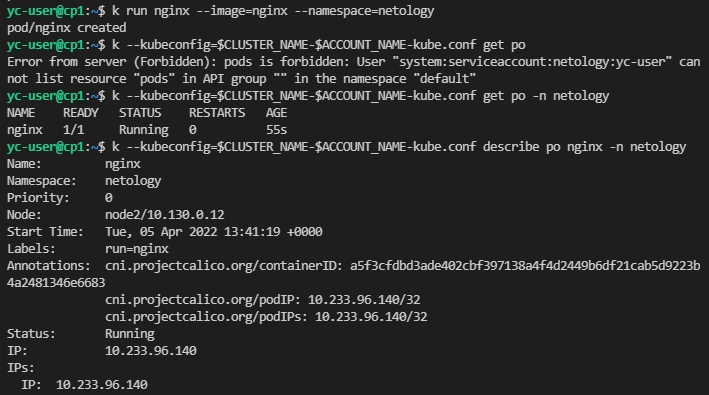 yc-user@cp1:~$ k run nginx --image=nginx --namespace=netology
pod/nginx created
yc-user@cp1:~$ k --kubeconfig=$CLUSTER_NAME-$ACCOUNT_NAME-kube.conf get po
Error from server (Forbidden): pods is forbidden: User "system:serviceaccount:netology:yc-user" can
not list resource "pods" in API group "" in the namespace "default"
yc-user@cp1:~$ k --kubeconfig=$CLUSTER_NAME-$ACCOUNT_NAME-kube.conf get po -n netology
NAME    READY   STATUS    RESTARTS   AGE
nginx   1/1     Running   0          55s
yc-user@cp1:~$ k --kubeconfig=$CLUSTER_NAME-$ACCOUNT_NAME-kube.conf describe po nginx -n netology
Name:         nginx
Namespace:    netology
Priority:     0
Node:         node2/10.130.0.12
Start Time:   Tue, 05 Apr 2022 13:41:19 +0000
Labels:       run=nginx
Annotations:  cni.projectcalico.org/containerID: a5f3cfdbd3ade402cbf397138a4f4d2449b6df21cab5d9223b
4a2481346e6683
              cni.projectcalico.org/podIP: 10.233.96.140/32
              cni.projectcalico.org/podIPs: 10.233.96.140/32
Status:       Running
IP:           10.233.96.140
IPs:
  IP:  10.233.96.140